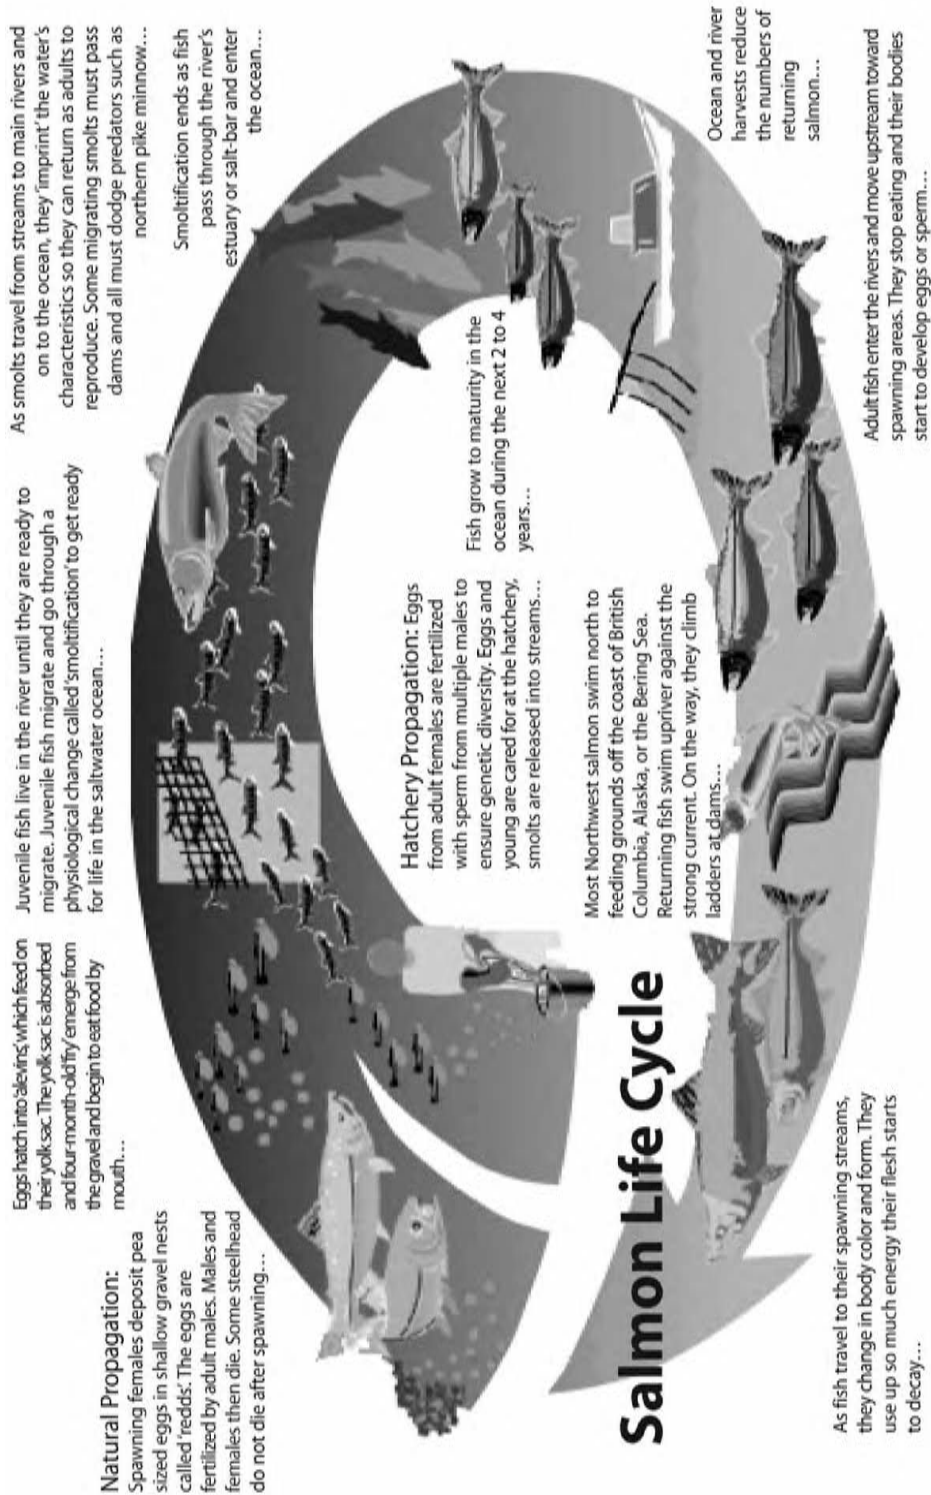 Natural Propagation:
Spawning females deposit pea
sized eggs in shallow gravel nests
called 'redds'. The eggs are
fertilized by adult males. Males and
females then die. Some steelhead
do not die after spawning...
Eggs hatch into 'alevins', which feed on
their yolk sac. The yolk sac is absorbed
and four-month-old 'fry' emerge from
the gravel and begin to eat food by
mouth...
Juvenile fish live in the river until they are ready to
migrate. Juvenile fish migrate and go through a
physiological change called 'smoltification' to get ready
for life in the saltwater ocean...
As smolts travel from streams to main rivers and
on to the ocean, they 'imprint' the water's
characteristics so they can return as adults to
reproduce. Some migrating smolts must pass
dams and all must dodge predators such as
northern pike minnow...
Smoltification ends as fish
pass through the river's
estuary or salt-bar and enter
the ocean...
Hatchery Propagation: Eggs
from adult females are fertilized
with sperm from multiple males to
ensure genetic diversity. Eggs and
young are cared for at the hatchery,
smolts are released into streams...
Fish grow to maturity in the
ocean during the next 2 to 4
years...
Most Northwest salmon swim north to
feeding grounds off the coast of British
Columbia, Alaska, or the Bering Sea.
Returning fish swim upriver against the
strong current. On the way, they climb
ladders at dams...
Salmon Life Cycle
Ocean and river
harvests reduce
the numbers of
returning
salmon...
Adult fish enter the rivers and move upstream toward
spawning areas. They stop eating and their bodies
start to develop eggs or sperm...
As fish travel to their spawning streams,
they change in body color and form. They
use up so much energy their flesh starts
to decay...